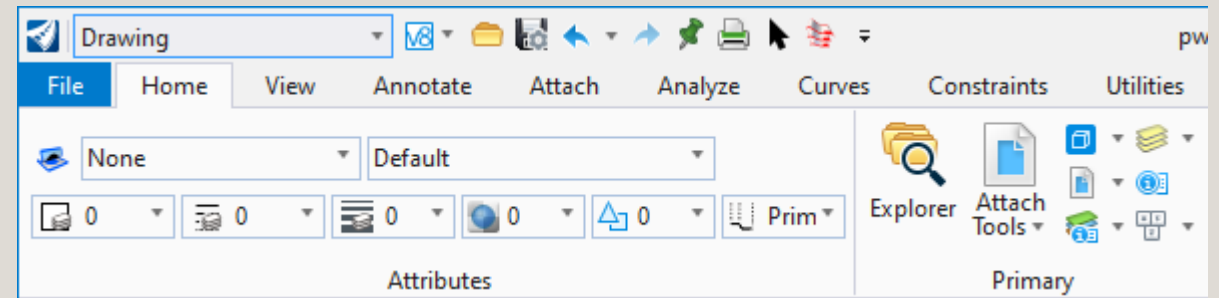 Drawing V8 pw
File Home View Annotate Attach Analyze Curves Constraints Utilities
None Default
0 0 0 0 0 Prim
Explorer Attach Tools
Attributes Primary